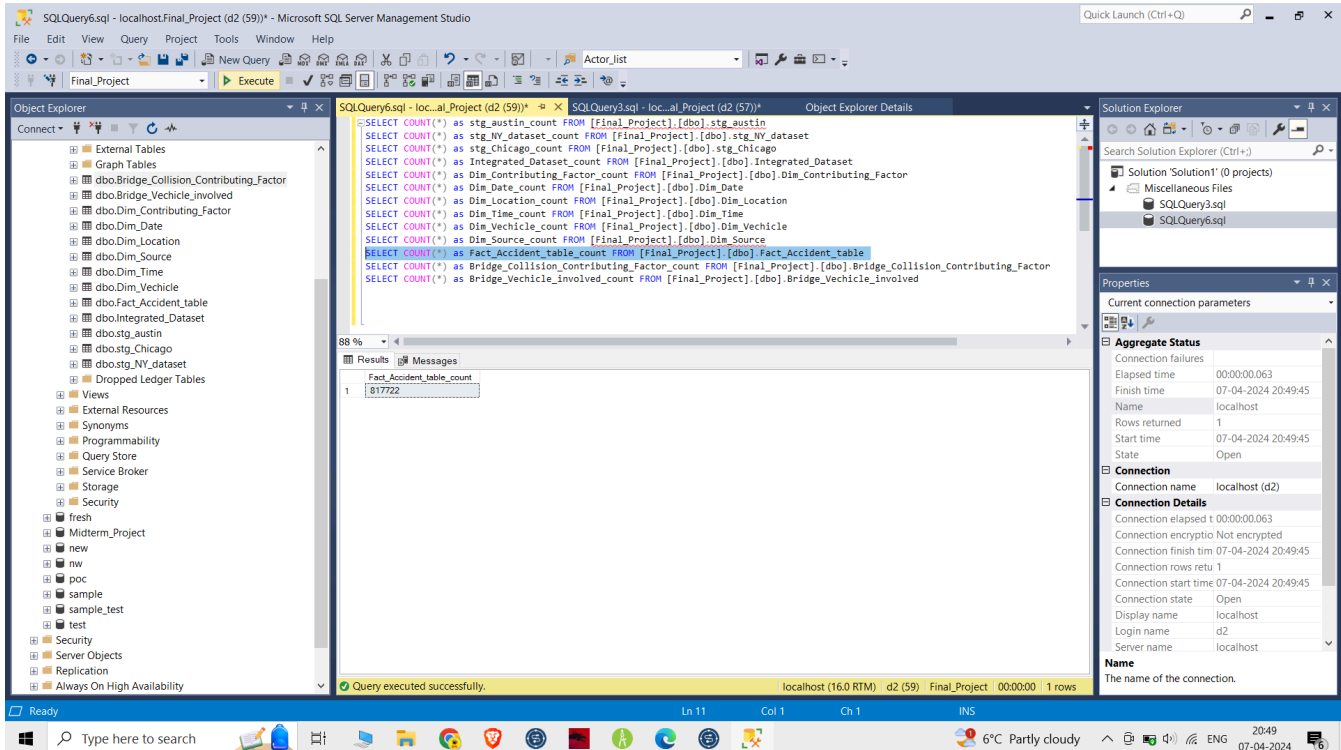 SQLQuery6.sql - localhost.Final_Project (d2 (59))* - Microsoft SQL Server Management Studio
Quick Launch (Ctrl+Q)
File Edit View Query Project Tools Window Help
New Query
MDX DMX XMLA DAX
Actor_list
Final_Project
Execute
Object Explorer
Connect
External Tables
Graph Tables
dbo.Bridge_Collision_Contributing_Factor
dbo.Bridge_Vechicle_involved
dbo.Dim_Contributing_Factor
dbo.Dim_Date
dbo.Dim_Location
dbo.Dim_Source
dbo.Dim_Time
dbo.Dim_Vechicle
dbo.Fact_Accident_table
dbo.Integrated_Dataset
dbo.stg_austin
dbo.stg_Chicago
dbo.stg_NY_dataset
Dropped Ledger Tables
Views
External Resources
Synonyms
Programmability
Query Store
Service Broker
Storage
Security
fresh
Midterm_Project
new
nw
poc
sample
sample_test
test
Security
Server Objects
Replication
Always On High Availability
SQLQuery6.sql - loc...al_Project (d2 (59))*
SQLQuery3.sql - loc...al_Project (d2 (57))*
Object Explorer Details
SELECT COUNT(*) as stg_austin_count FROM [Final_Project].[dbo].stg_austin
SELECT COUNT(*) as stg_NY_dataset_count FROM [Final_Project].[dbo].stg_NY_dataset
SELECT COUNT(*) as stg_Chicago_count FROM [Final_Project].[dbo].stg_Chicago
SELECT COUNT(*) as Integrated_Dataset_count FROM [Final_Project].[dbo].Integrated_Dataset
SELECT COUNT(*) as Dim_Contributing_Factor_count FROM [Final_Project].[dbo].Dim_Contributing_Factor
SELECT COUNT(*) as Dim_Date_count FROM [Final_Project].[dbo].Dim_Date
SELECT COUNT(*) as Dim_Location_count FROM [Final_Project].[dbo].Dim_Location
SELECT COUNT(*) as Dim_Time_count FROM [Final_Project].[dbo].Dim_Time
SELECT COUNT(*) as Dim_Vechicle_count FROM [Final_Project].[dbo].Dim_Vechicle
SELECT COUNT(*) as Dim_Source_count FROM [Final_Project].[dbo].Dim_Source
SELECT COUNT(*) as Fact_Accident_table_count FROM [Final_Project].[dbo].Fact_Accident_table
SELECT COUNT(*) as Bridge_Collision_Contributing_Factor_count FROM [Final_Project].[dbo].Bridge_Collision_Contributing_Factor
SELECT COUNT(*) as Bridge_Vechicle_involved_count FROM [Final_Project].[dbo].Bridge_Vechicle_involved
88 %
Results Messages
Fact_Accident_table_count
1 817722
Query executed successfully.
localhost (16.0 RTM) d2 (59) Final_Project 00:00:00 1 rows
Solution Explorer
Search Solution Explorer (Ctrl+;)
Solution 'Solution1' (0 projects)
Miscellaneous Files
SQLQuery3.sql
SQLQuery6.sql
Properties
Current connection parameters
Aggregate Status
Connection failures
Elapsed time 00:00:00.063
Finish time 07-04-2024 20:49:45
Name localhost
Rows returned 1
Start time 07-04-2024 20:49:45
State Open
Connection
Connection name localhost (d2)
Connection Details
Connection elapsed t 00:00:00.063
Connection encryptio Not encrypted
Connection finish tim 07-04-2024 20:49:45
Connection rows retu 1
Connection start time 07-04-2024 20:49:45
Connection state Open
Display name localhost
Login name d2
Server name localhost
Name
The name of the connection.
Ready
Ln 11 Col 1 Ch 1 INS
Type here to search
6°C Partly cloudy
ENG
20:49
07-04-2024
6